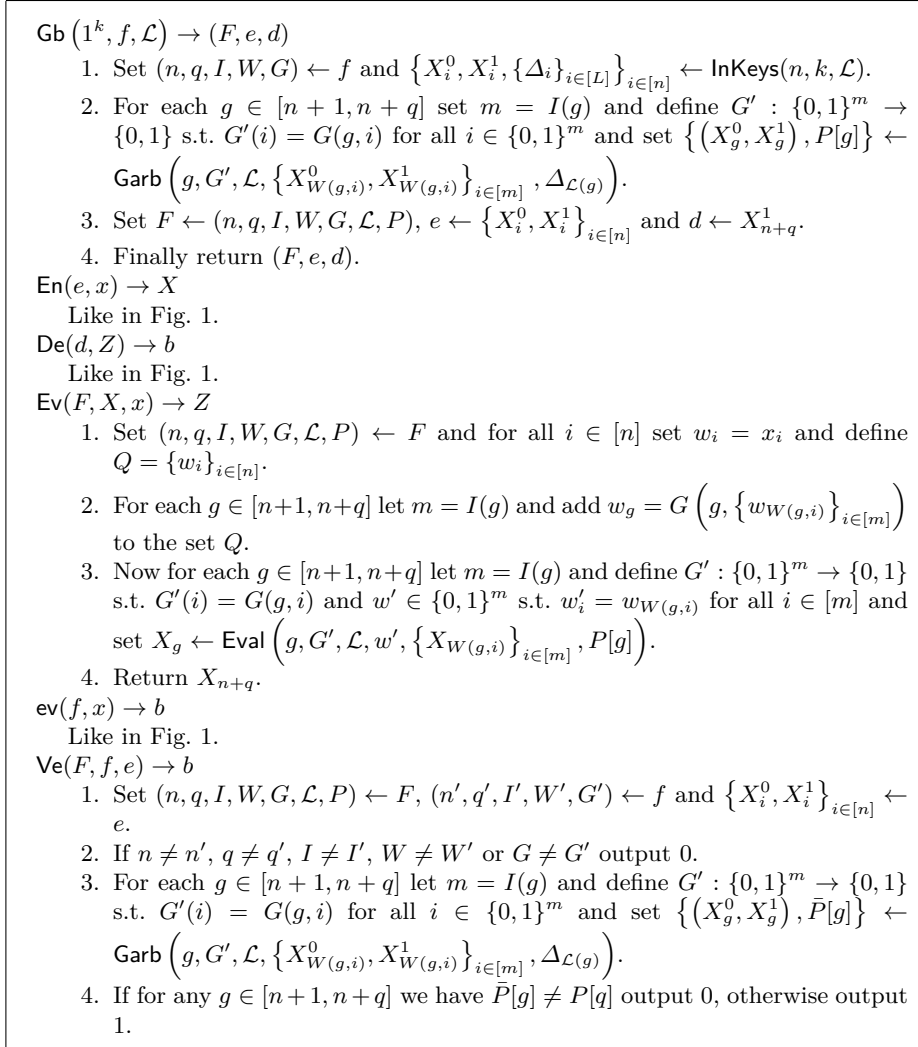 Gb (1^k, f, ℒ) → (F, e, d)
1. Set (n, q, I, W, G) ← f and {X_i^0, X_i^1, {Δ_i}_{i∈[L]}}_{i∈[n]} ← InKeys(n, k, ℒ).
2. For each g ∈ [n + 1, n + q] set m = I(g) and define G′ : {0, 1}^m →
{0, 1} s.t. G′(i) = G(g, i) for all i ∈ {0, 1}^m and set {(X_g^0, X_g^1), P[g]} ←
Garb (g, G′, ℒ, {X_{W(g,i)}^0, X_{W(g,i)}^1}_{i∈[m]}, Δ_{ℒ(g)}).
3. Set F ← (n, q, I, W, G, ℒ, P), e ← {X_i^0, X_i^1}_{i∈[n]} and d ← X_{n+q}^1.
4. Finally return (F, e, d).
En(e, x) → X
Like in Fig. 1.
De(d, Z) → b
Like in Fig. 1.
Ev(F, X, x) → Z
1. Set (n, q, I, W, G, ℒ, P) ← F and for all i ∈ [n] set w_i = x_i and define
Q = {w_i}_{i∈[n]}.
2. For each g ∈ [n+1, n+q] let m = I(g) and add w_g = G (g, {w_{W(g,i)}}_{i∈[m]})
to the set Q.
3. Now for each g ∈ [n+1, n+q] let m = I(g) and define G′ : {0, 1}^m → {0, 1}
s.t. G′(i) = G(g, i) and w′ ∈ {0, 1}^m s.t. w′_i = w_{W(g,i)} for all i ∈ [m] and
set X_g ← Eval (g, G′, ℒ, w′, {X_{W(g,i)}}_{i∈[m]}, P[g]).
4. Return X_{n+q}.
ev(f, x) → b
Like in Fig. 1.
Ve(F, f, e) → b
1. Set (n, q, I, W, G, ℒ, P) ← F, (n′, q′, I′, W′, G′) ← f and {X_i^0, X_i^1}_{i∈[n]} ←
e.
2. If n ≠ n′, q ≠ q′, I ≠ I′, W ≠ W′ or G ≠ G′ output 0.
3. For each g ∈ [n + 1, n + q] let m = I(g) and define G′ : {0, 1}^m → {0, 1}
s.t. G′(i) = G(g, i) for all i ∈ {0, 1}^m and set {(X_g^0, X_g^1), P̄[g]} ←
Garb (g, G′, ℒ, {X_{W(g,i)}^0, X_{W(g,i)}^1}_{i∈[m]}, Δ_{ℒ(g)}).
4. If for any g ∈ [n+1, n+q] we have P̄[g] ≠ P[q] output 0, otherwise output
1.